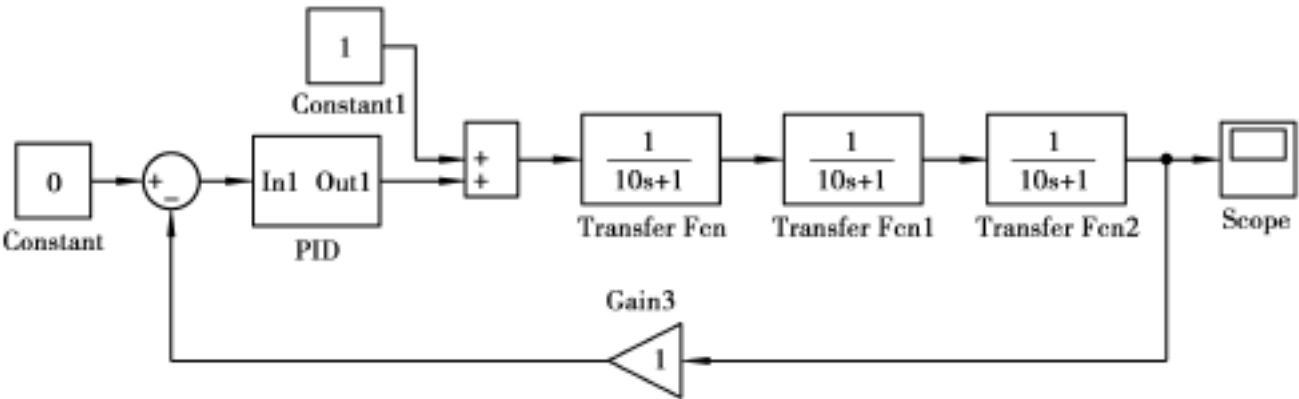 1
Constant1
0
Constant
+
−
In1 Out1
PID
+
+
1
10s+1
Transfer Fcn
1
10s+1
Transfer Fcn1
1
10s+1
Transfer Fcn2
Scope
Gain3
1